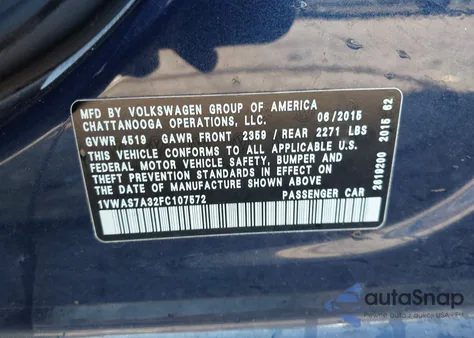 MFD BY VOLKSWAGEN GROUP OF AMERICA
CHATTANOOGA OPERATIONS, LLC. 06/2015
GVWR 4519 GAWR FRONT 2359 / REAR 2271 LBS
THIS VEHICLE CONFORMS TO ALL APPLICABLE U.S.
FEDERAL MOTOR VEHICLE SAFETY, BUMPER AND
THEFT PREVENTION STANDARDS IN EFFECT ON THE
DATE OF MANUFACTURE SHOWN ABOVE.
1VWAS7A32FC107572 PASSENGER CAR
2019200 2015 62
autoSnap